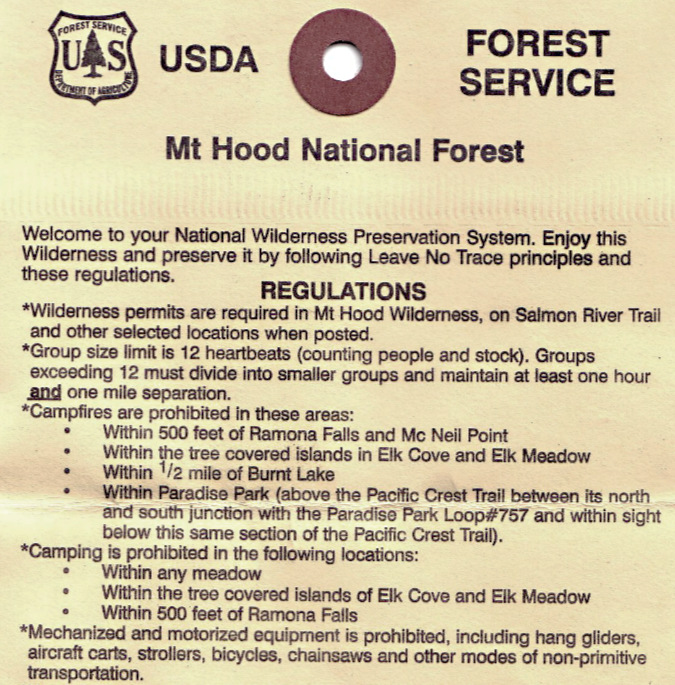 FOREST SERVICE
U S
DEPARTMENT OF AGRICULTURE
USDA
FOREST
SERVICE
Mt Hood National Forest
Welcome to your National Wilderness Preservation System. Enjoy this
Wilderness and preserve it by following Leave No Trace principles and
these regulations.
REGULATIONS
*Wilderness permits are required in Mt Hood Wilderness, on Salmon River Trail
and other selected locations when posted.
*Group size limit is 12 heartbeats (counting people and stock). Groups
exceeding 12 must divide into smaller groups and maintain at least one hour
and one mile separation.
*Campfires are prohibited in these areas:
• Within 500 feet of Ramona Falls and Mc Neil Point
• Within the tree covered islands in Elk Cove and Elk Meadow
• Within 1/2 mile of Burnt Lake
• Within Paradise Park (above the Pacific Crest Trail between its north
and south junction with the Paradise Park Loop#757 and within sight
below this same section of the Pacific Crest Trail).
*Camping is prohibited in the following locations:
• Within any meadow
• Within the tree covered islands of Elk Cove and Elk Meadow
• Within 500 feet of Ramona Falls
*Mechanized and motorized equipment is prohibited, including hang gliders,
aircraft carts, strollers, bicycles, chainsaws and other modes of non-primitive
transportation.